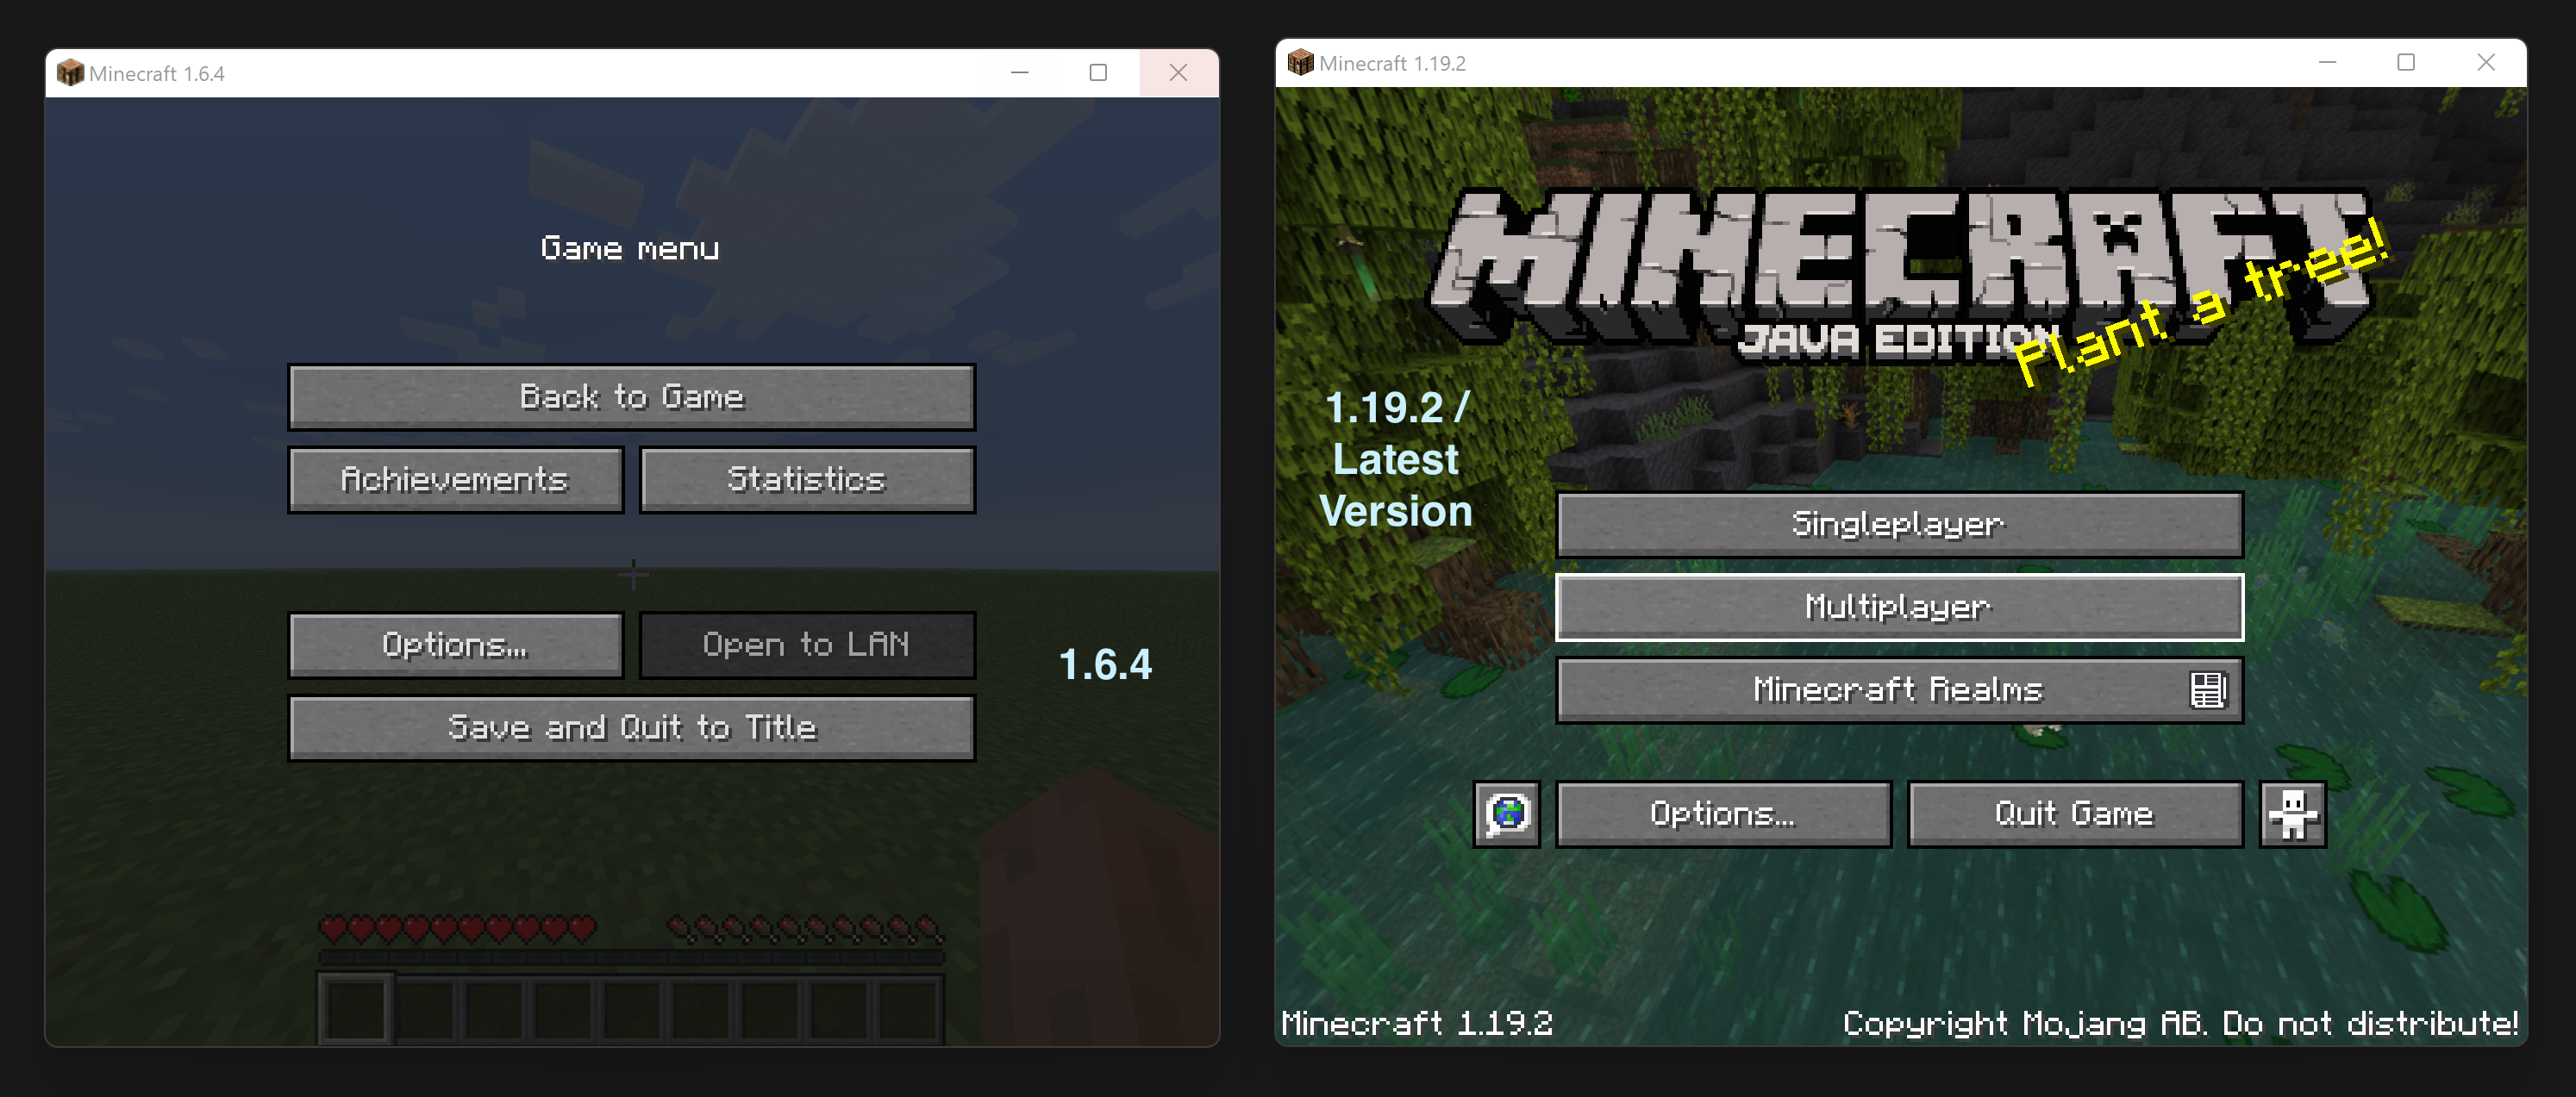 Minecraft 1.6.4
Game menu
Back to Game
Achievements
Statistics
Options...
Open to LAN
1.6.4
Save and Quit to Title
Minecraft 1.19.2
MINECRAFT
JAVA EDITION
Plant a tree!
1.19.2 /
Latest
Version
Singleplayer
Multiplayer
Minecraft Realms
Options...
Quit Game
Minecraft 1.19.2
Copyright Mojang AB. Do not distribute!